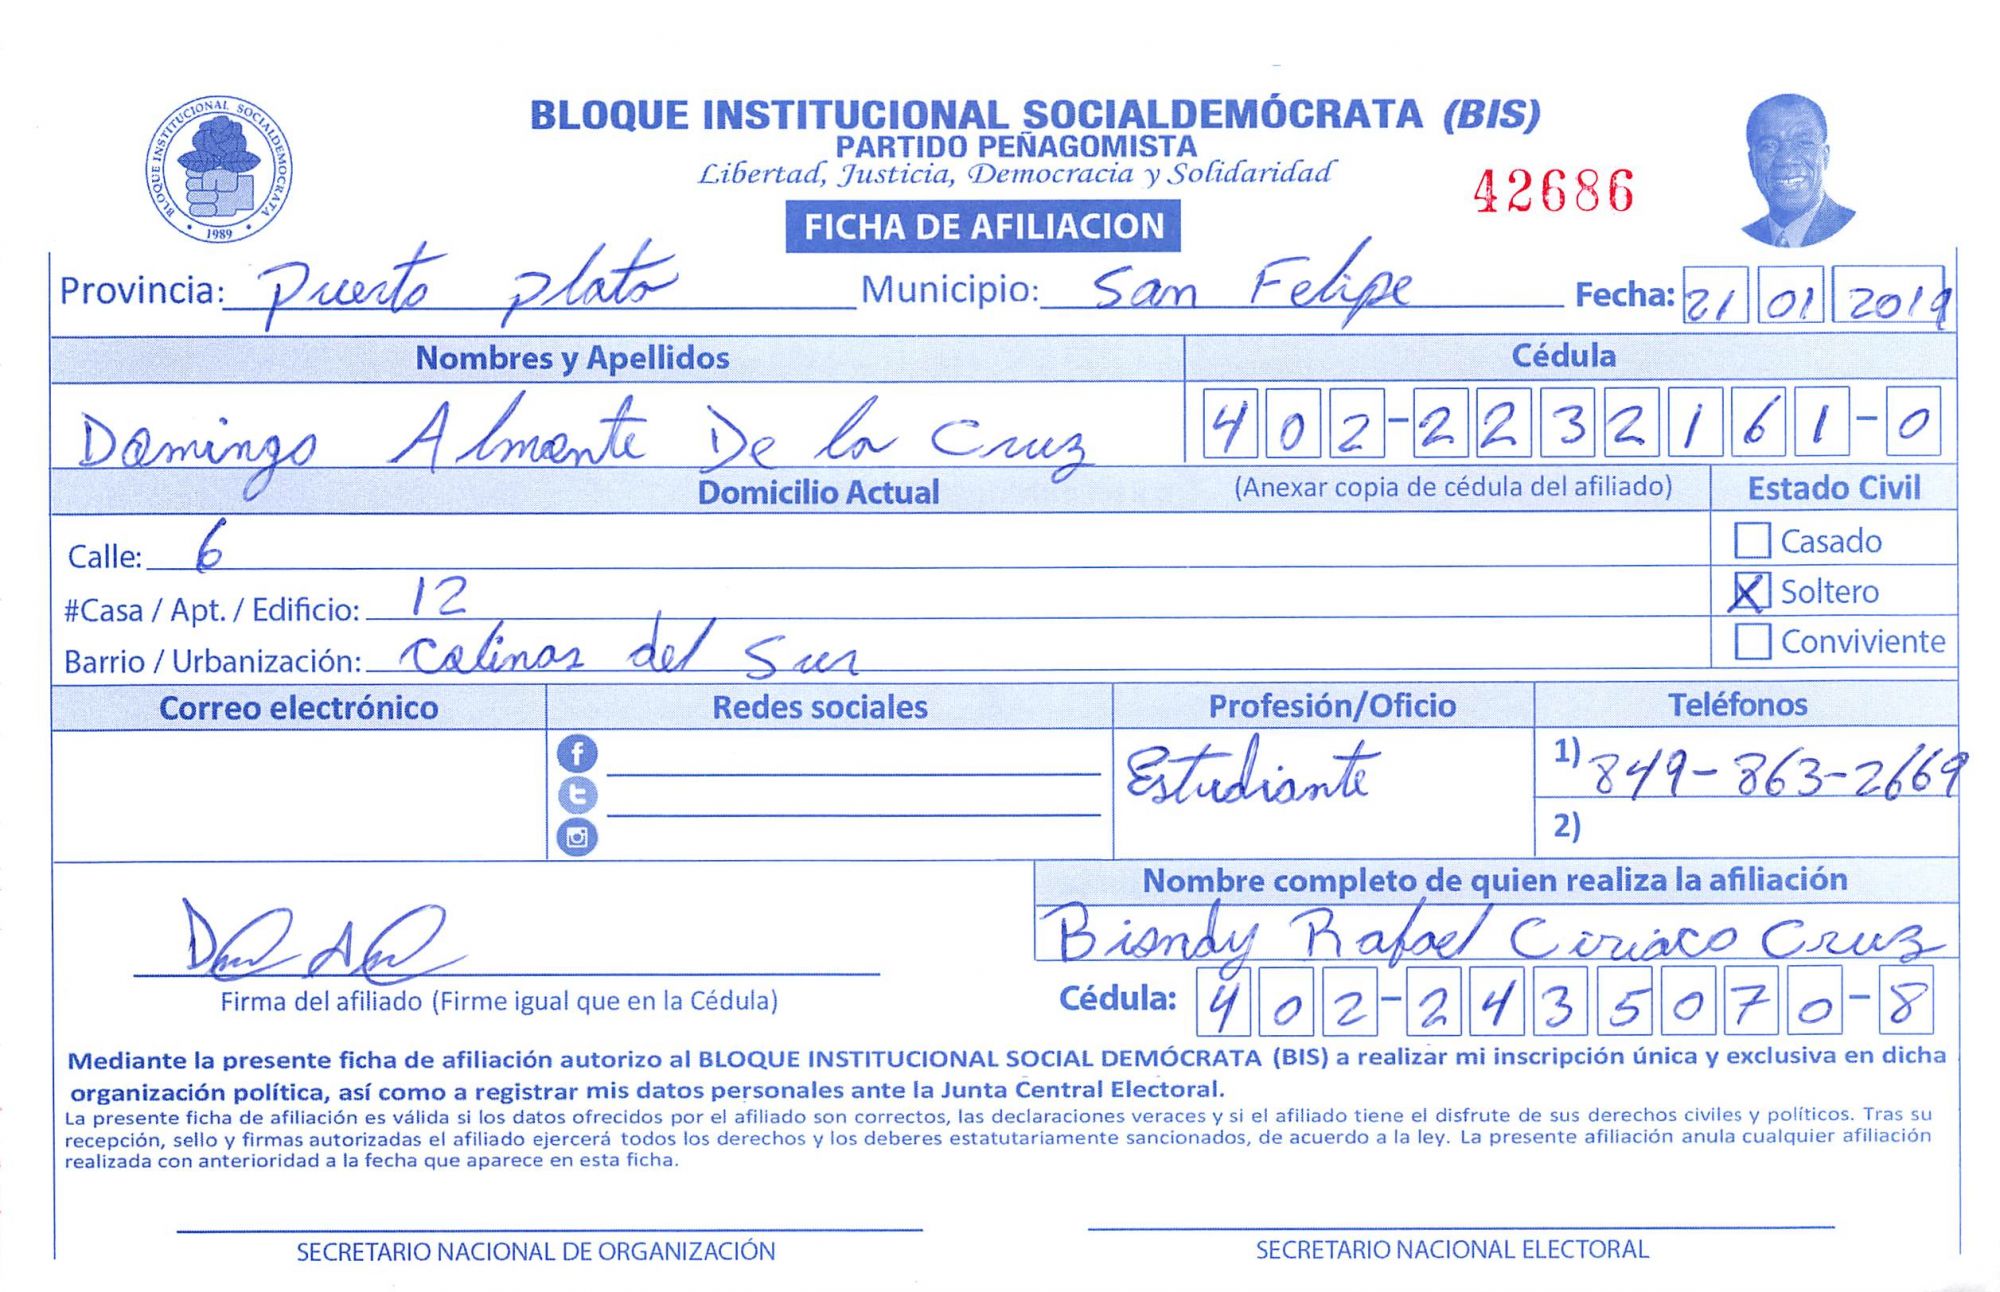 BLOQUE INSTITUCIONAL SOCIALDEMOCRATA
1989
BLOQUE INSTITUCIONAL SOCIALDEMÓCRATA (BIS)
PARTIDO PEÑAGOMISTA
Libertad, Justicia, Democracia y Solidaridad
42686
FICHA DE AFILIACION
Provincia: Puerto Plata Municipio: San Felipe Fecha: 21 01 2019
Nombres y Apellidos Cédula
Domingo Almonte De la Cruz 402-2232161-0
Domicilio Actual (Anexar copia de cédula del afiliado) Estado Civil
Calle: 6 Casado
#Casa / Apt. / Edificio: 12 X Soltero
Barrio / Urbanización: Colinas del Sur Conviviente
Correo electrónico Redes sociales Profesión/Oficio Teléfonos
Estudiante 1) 849-863-2669
2)
Nombre completo de quien realiza la afiliación
Biandy Rafael Ciriaco Cruz
Firma del afiliado (Firme igual que en la Cédula) Cédula: 402-2435070-8
Mediante la presente ficha de afiliación autorizo al BLOQUE INSTITUCIONAL SOCIAL DEMÓCRATA (BIS) a realizar mi inscripción única y exclusiva en dicha
organización política, así como a registrar mis datos personales ante la Junta Central Electoral.
La presente ficha de afiliación es válida si los datos ofrecidos por el afiliado son correctos, las declaraciones veraces y si el afiliado tiene el disfrute de sus derechos civiles y políticos. Tras su
recepción, sello y firmas autorizadas el afiliado ejercerá todos los derechos y los deberes estatutariamente sancionados, de acuerdo a la ley. La presente afiliación anula cualquier afiliación
realizada con anterioridad a la fecha que aparece en esta ficha.
SECRETARIO NACIONAL DE ORGANIZACIÓN SECRETARIO NACIONAL ELECTORAL